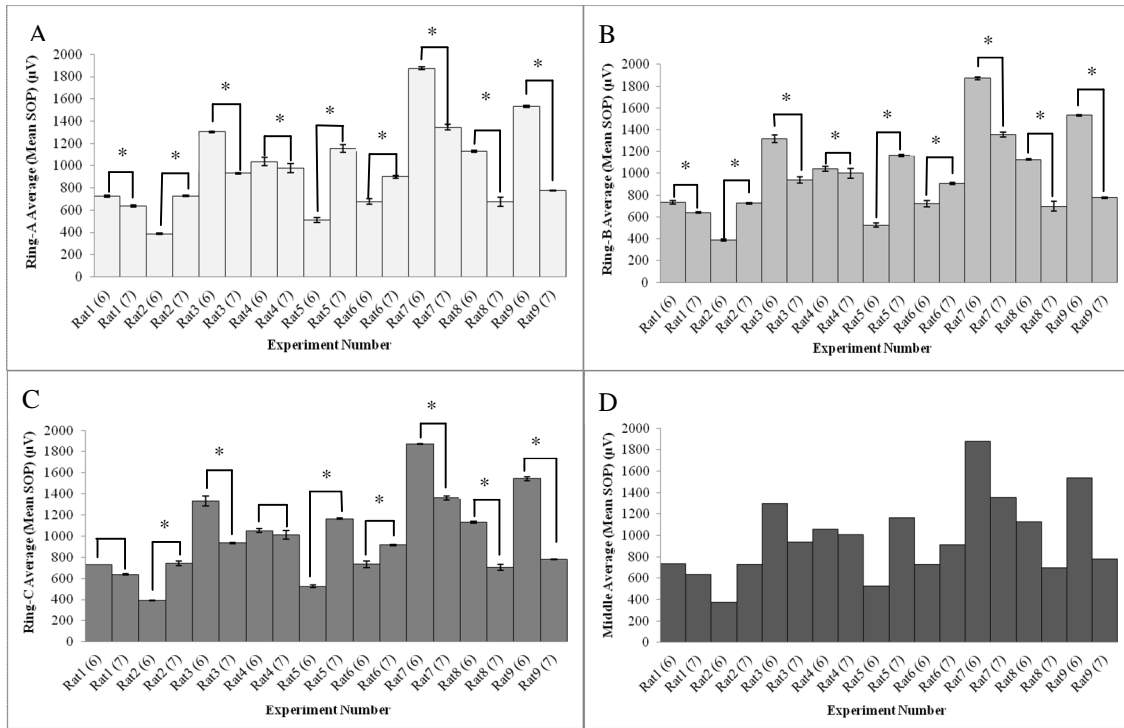 A
Ring-A Average (Mean SOP) (µV)
2000
1800
1600
1400
1200
1000
800
600
400
200
0
* * * * * * * * *
Rat1 (6) Rat1 (7) Rat2 (6) Rat2 (7) Rat3 (6) Rat3 (7) Rat4 (6) Rat4 (7) Rat5 (6) Rat5 (7) Rat6 (6) Rat6 (7) Rat7 (6) Rat7 (7) Rat8 (6) Rat8 (7) Rat9 (6) Rat9 (7)
Experiment Number
B
Ring-B Average (Mean SOP) (µV)
2000
1800
1600
1400
1200
1000
800
600
400
200
0
* * * * * * * * *
Rat1 (6) Rat1 (7) Rat2 (6) Rat2 (7) Rat3 (6) Rat3 (7) Rat4 (6) Rat4 (7) Rat5 (6) Rat5 (7) Rat6 (6) Rat6 (7) Rat7 (6) Rat7 (7) Rat8 (6) Rat8 (7) Rat9 (6) Rat9 (7)
Experiment Number
C
Ring-C Average (Mean SOP) (µV)
2000
1800
1600
1400
1200
1000
800
600
400
200
0
* * * * * * *
Rat1 (6) Rat1 (7) Rat2 (6) Rat2 (7) Rat3 (6) Rat3 (7) Rat4 (6) Rat4 (7) Rat5 (6) Rat5 (7) Rat6 (6) Rat6 (7) Rat7 (6) Rat7 (7) Rat8 (6) Rat8 (7) Rat9 (6) Rat9 (7)
Experiment Number
D
Middle Average (Mean SOP) (µV)
2000
1800
1600
1400
1200
1000
800
600
400
200
0
Rat1 (6) Rat1 (7) Rat2 (6) Rat2 (7) Rat3 (6) Rat3 (7) Rat4 (6) Rat4 (7) Rat5 (6) Rat5 (7) Rat6 (6) Rat6 (7) Rat7 (6) Rat7 (7) Rat8 (6) Rat8 (7) Rat9 (6) Rat9 (7)
Experiment Number